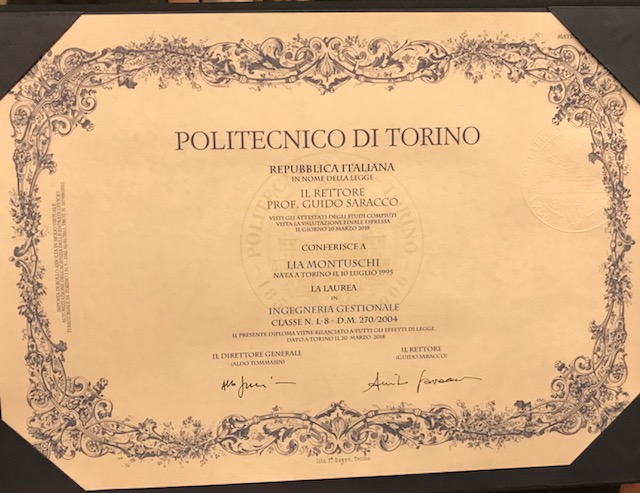 MATR
POLITECNICO DI TORINO
REPUBBLICA ITALIANA
IN NOME DELLA LEGGE
IL RETTORE
PROF. GUIDO SARACCO
VISTI GLI ATTESTATI DEGLI STUDI COMPIUTI
VISTA LA VALUTAZIONE FINALE ESPRESSA
IL GIORNO 20 MARZO 2018
CONFERISCE A
LIA MONTUSCHI
NATA A TORINO IL 10 LUGLIO 1995
LA LAUREA
IN
INGEGNERIA GESTIONALE
CLASSE N. L-8 - D.M. 270/2004
IL PRESENTE DIPLOMA VIENE RILASCIATO A TUTTI GLI EFFETTI DI LEGGE.
DATO A TORINO IL 20 MARZO 2018
IL DIRETTORE GENERALE
(ALDO TOMMASIN)
IL RETTORE
(GUIDO SARACCO)